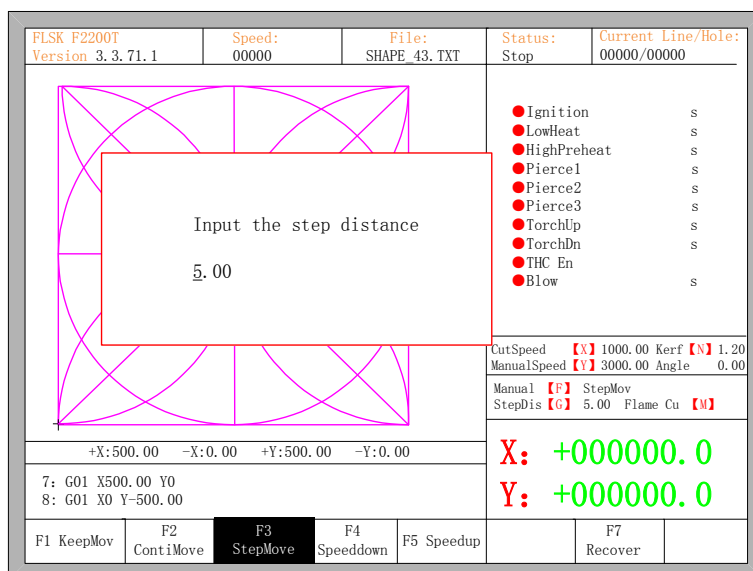 FLSK F2200T
Version 3.3.71.1
Speed:
00000
File:
SHAPE_43.TXT
Status:
Stop
Current Line/Hole:
00000/00000
Ignition s
LowHeat s
HighPreheat s
Pierce1 s
Pierce2 s
Pierce3 s
TorchUp s
TorchDn s
THC En
Blow s
Input the step distance
5.00
CutSpeed 【X】 1000.00 Kerf 【N】 1.20
ManualSpeed 【Y】 3000.00 Angle 0.00
Manual 【F】 StepMov
StepDis 【G】 5.00 Flame Cu 【M】
+X:500.00 -X:0.00 +Y:500.00 -Y:0.00
X: +000000.0
Y: +000000.0
7: G01 X500.00 Y0
8: G01 X0 Y-500.00
F1 KeepMov
F2
ContiMove
F3
StepMove
F4
Speeddown
F5 Speedup
F7
Recover